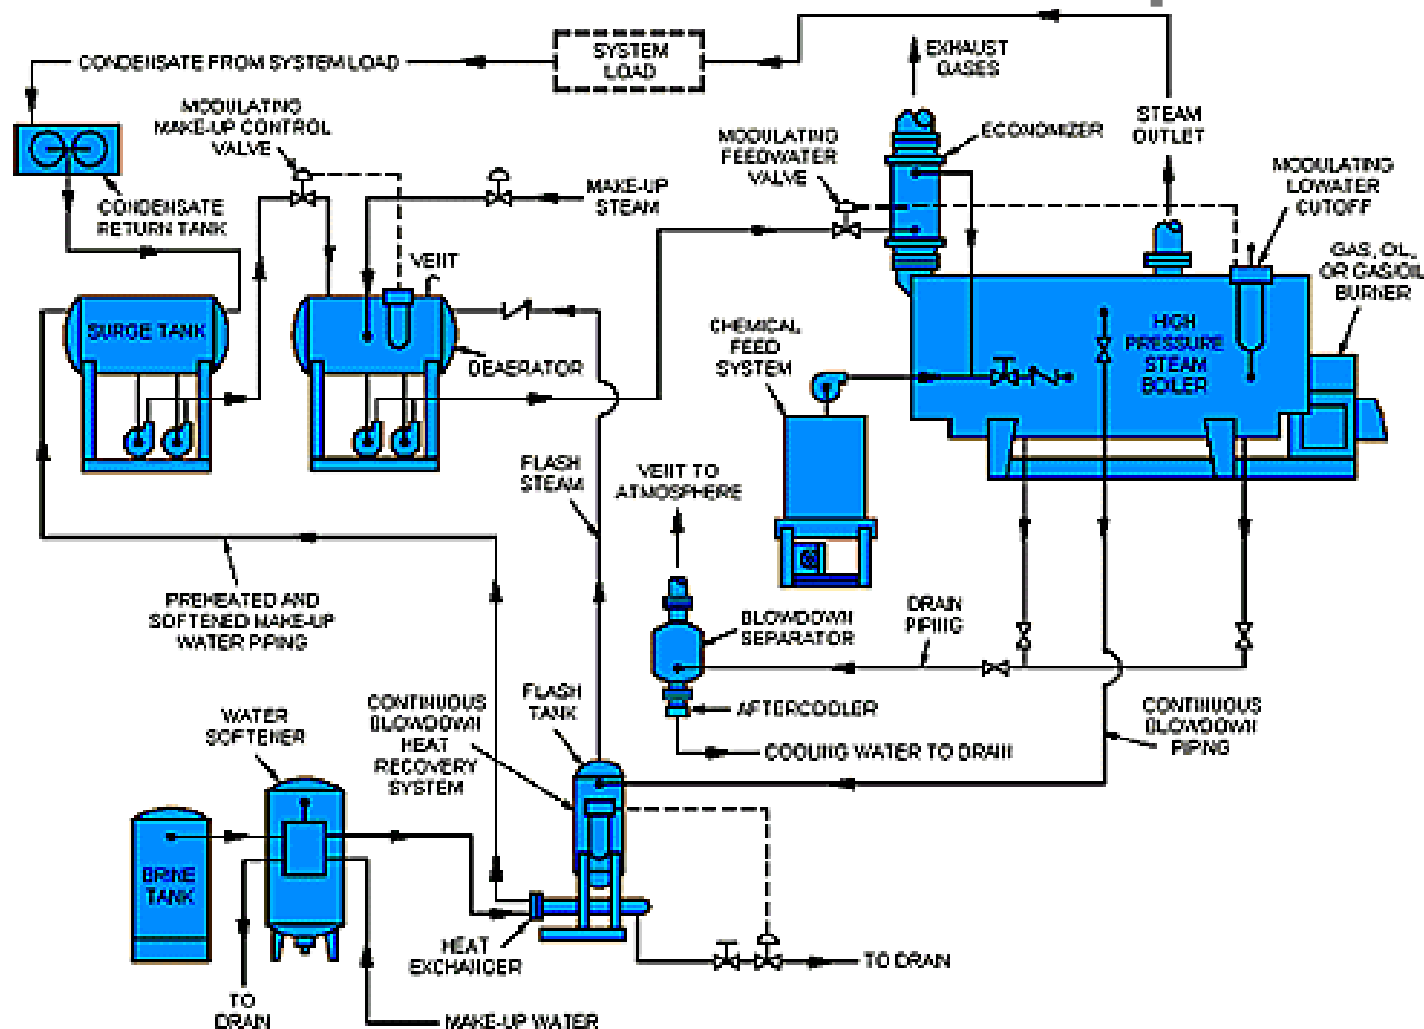 SYSTEM
LOAD
CONDENSATE FROM SYSTEM LOAD
EXHAUST
GASES
MODULATING
MAKE-UP CONTROL
VALVE
STEAM
OUTLET
ECONOMIZER
MODULATING
FEEDWATER
VALVE
MODULATING
LOWATER
CUTOFF
MAKE-UP
STEAM
CONDENSATE
RETURN TANK
GAS, OIL,
OR GAS/OIL
BURNER
VENT
SURGE TANK
DEAERATOR
CHEMICAL
FEED
SYSTEM
HIGH
PRESSURE
STEAM
BOILER
FLASH
STEAM
VENT TO
ATMOSPHERE
PREHEATED AND
SOFTENED MAKE-UP
WATER PIPING
BLOWDOWN
SEPARATOR
DRAIN
PIPING
FLASH
TANK
CONTINUOUS
BLOWDOWN
HEAT
RECOVERY
SYSTEM
AFTERCOOLER
CONTINUOUS
BLOWDOWN
PIPING
WATER
SOFTENER
COOLING WATER TO DRAIN
BRINE
TANK
HEAT
EXCHANGER
TO DRAIN
TO
DRAIN
MAKE-UP WATER